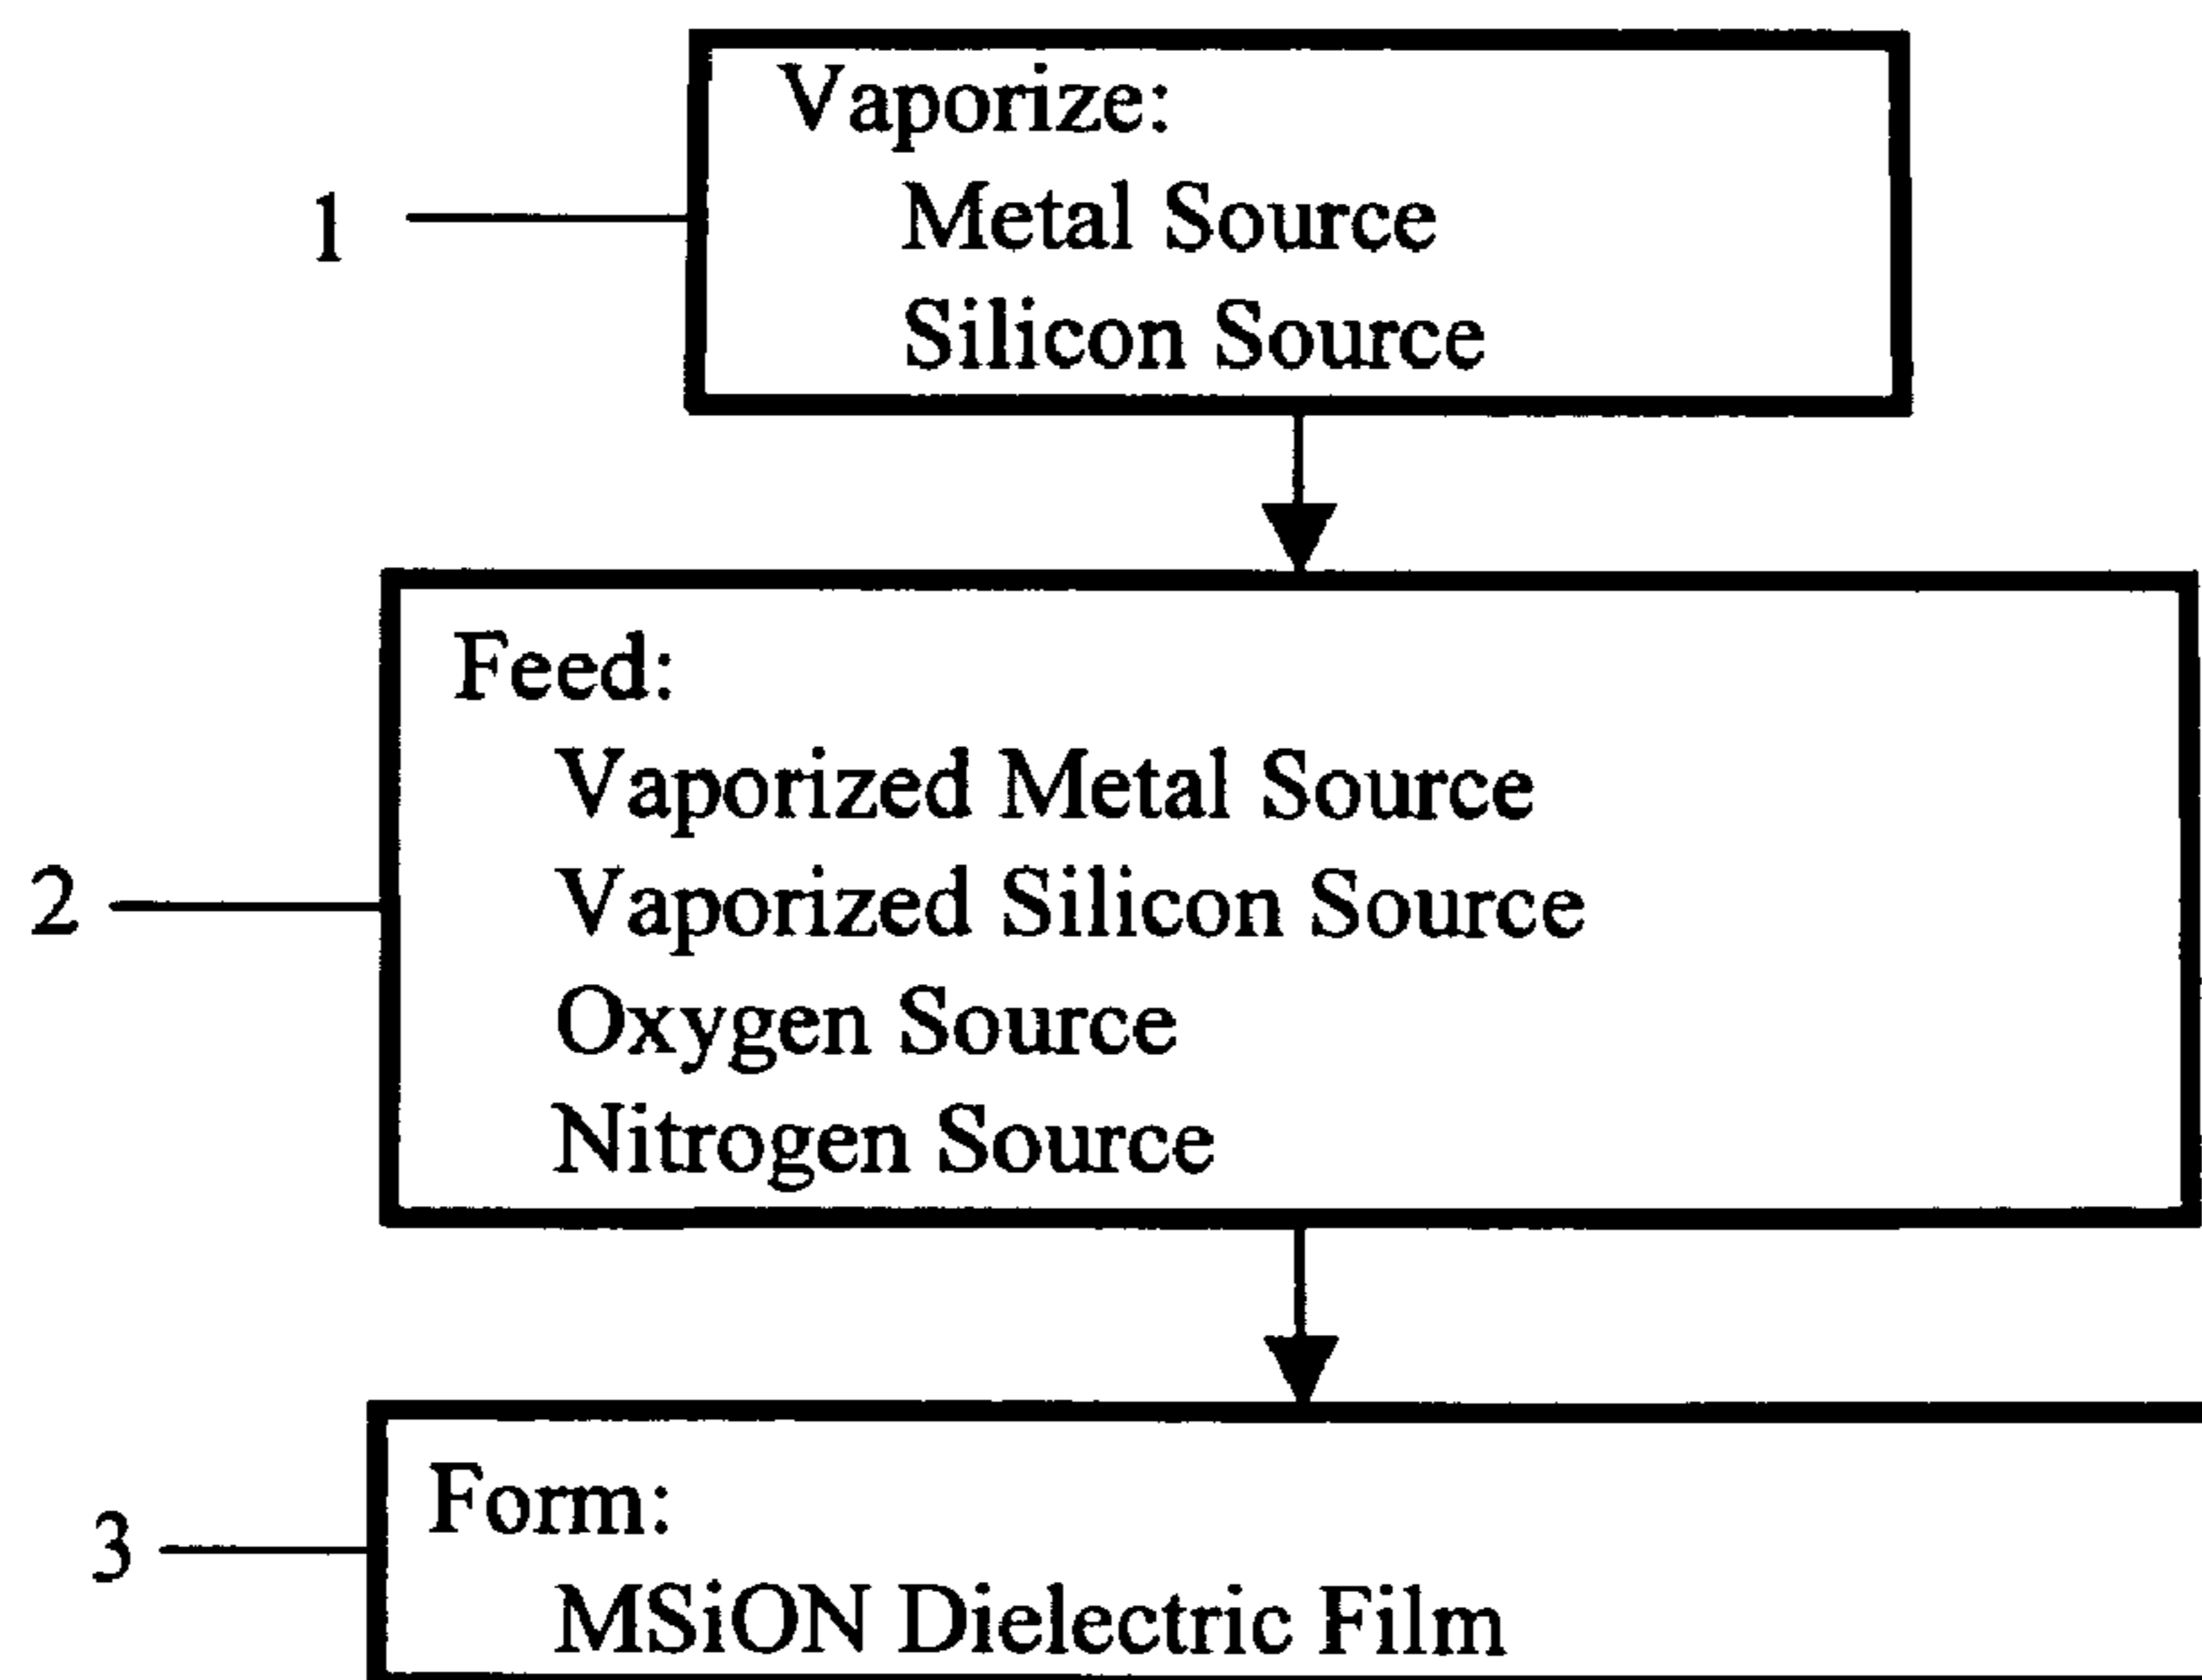 Vaporize:
1
Metal Source
Silicon Source
Feed:
Vaporized Metal Source
2
Vaporized Silicon Source
Oxygen Source
Nitrogen Source
Form:
3
MSiON Dielectric Film